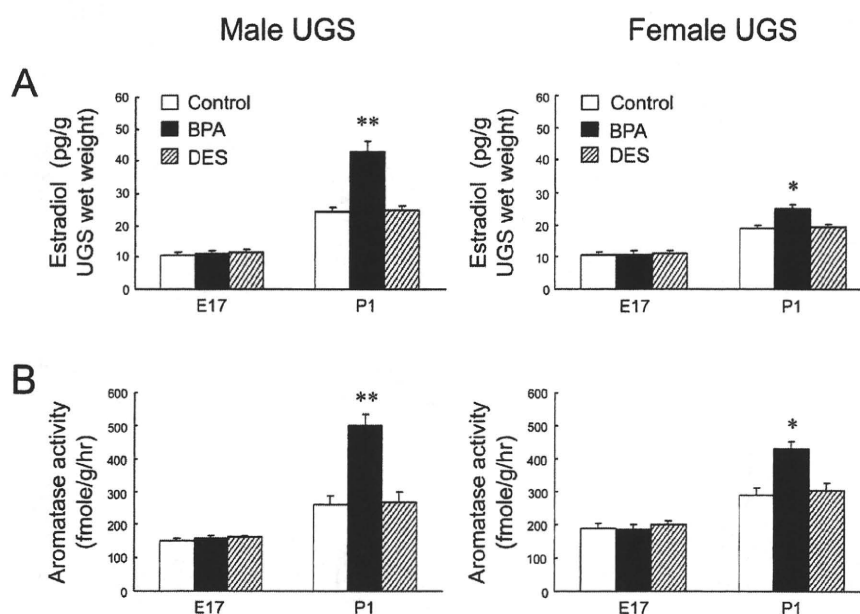 Male UGS
Female UGS
A
Estradiol (pg/g
UGS wet weight)
60
50
40
30
20
10
0
Control
BPA
DES
**
E17
P1
Estradiol (pg/g
UGS wet weight)
60
50
40
30
20
10
0
Control
BPA
DES
*
E17
P1
B
Aromatase activity
(fmole/g/hr)
600
500
400
300
200
100
0
**
E17
P1
Aromatase activity
(fmole/g/hr)
600
500
400
300
200
100
0
*
E17
P1